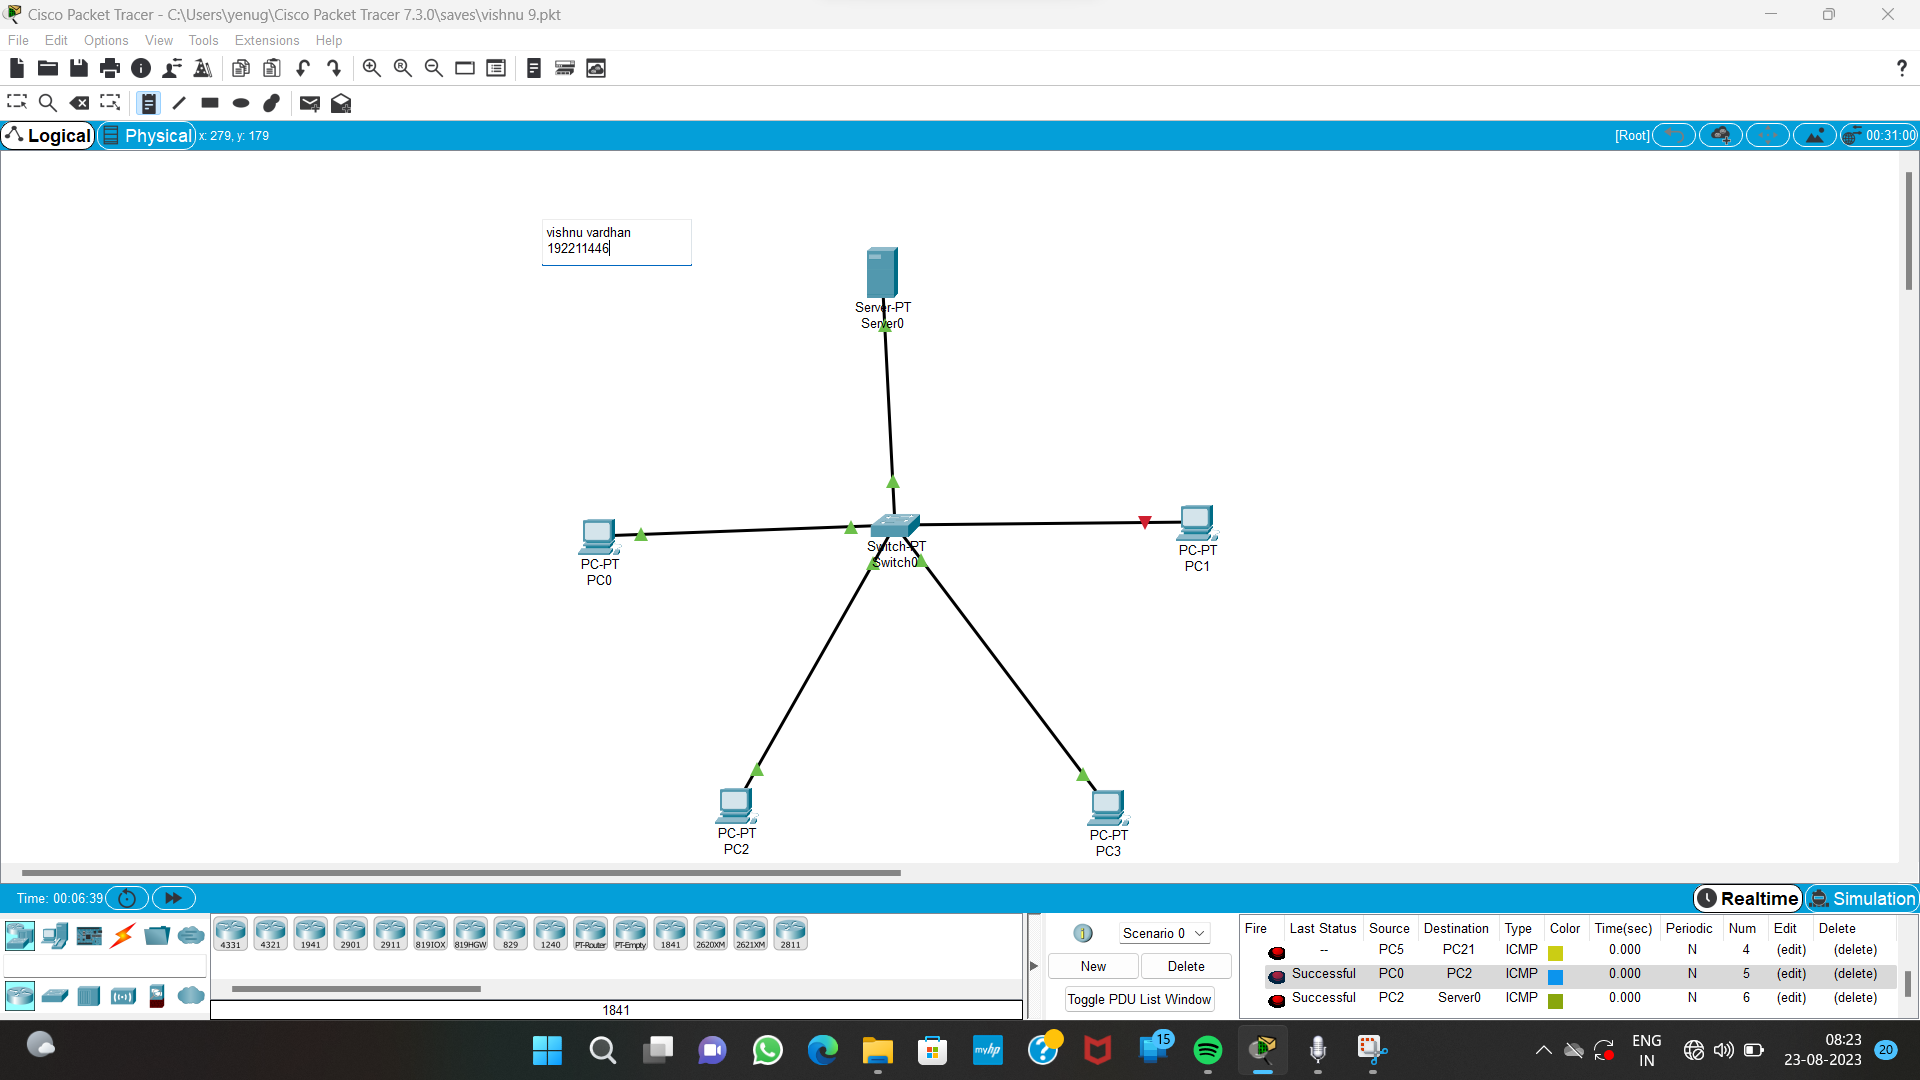 Cisco Packet Tracer - C:\Users\yenug\Cisco Packet Tracer 7.3.0\saves\vishnu 9.pkt
File Edit Options View Tools Extensions Help
?
Logical Physical x: 279, y: 179 [Root] 00:31:00
vishnu vardhan
192211446
Server-PT
Server0
Switch-PT
Switch0
PC-PT
PC0
PC-PT
PC1
PC-PT
PC2
PC-PT
PC3
Time: 00:06:39 Realtime Simulation
4331 4321 1941 2901 2911 819IOX 819HGW 829 1240 PT-Router PT-Empty 1841 2620XM 2621XM 2811
1841
Scenario 0
New Delete
Toggle PDU List Window
Fire Last Status Source Destination Type Color Time(sec) Periodic Num Edit Delete
-- PC5 PC21 ICMP 0.000 N 4 (edit) (delete)
Successful PC0 PC2 ICMP 0.000 N 5 (edit) (delete)
Successful PC2 Server0 ICMP 0.000 N 6 (edit) (delete)
myhp
?
15
ENG
IN
08:23
23-08-2023
20